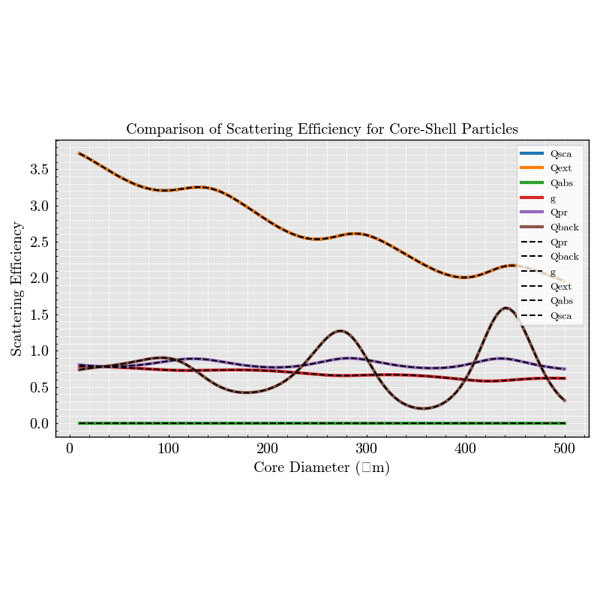 Comparison of Scattering Efficiency for Core-Shell Particles
Scattering Efficiency
3.5
3.0
2.5
2.0
1.5
1.0
0.5
0.0
Qsca
Qext
Qabs
g
Qpr
Qback
Qpr
Qback
g
Qext
Qabs
Qsca
0 100 200 300 400 500
Core Diameter (□m)